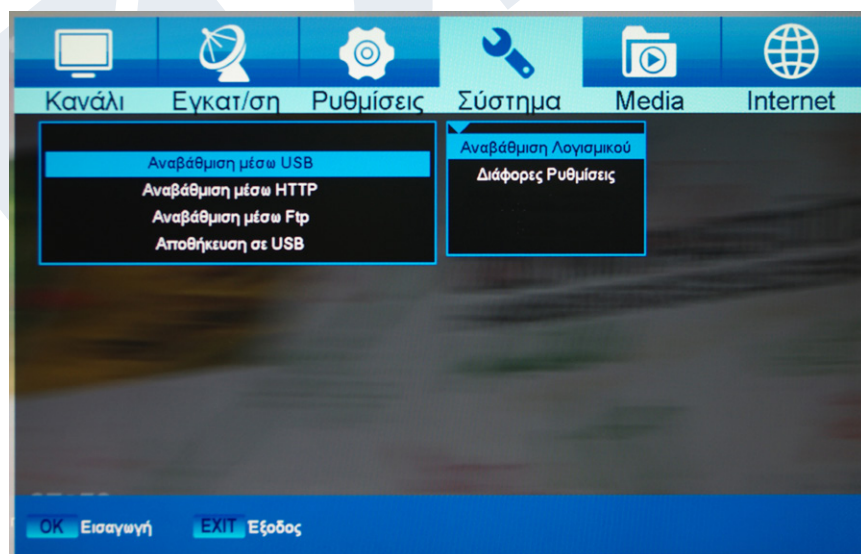 Κανάλι Εγκατ/ση Ρυθμίσεις Σύστημα Media Internet
Αναβάθμιση μέσω USB
Αναβάθμιση μέσω HTTP
Αναβάθμιση μέσω Ftp
Αποθήκευση σε USB
Αναβάθμιση Λογισμικού
Διάφορες Ρυθμίσεις
OK Εισαγωγή EXIT Έξοδος